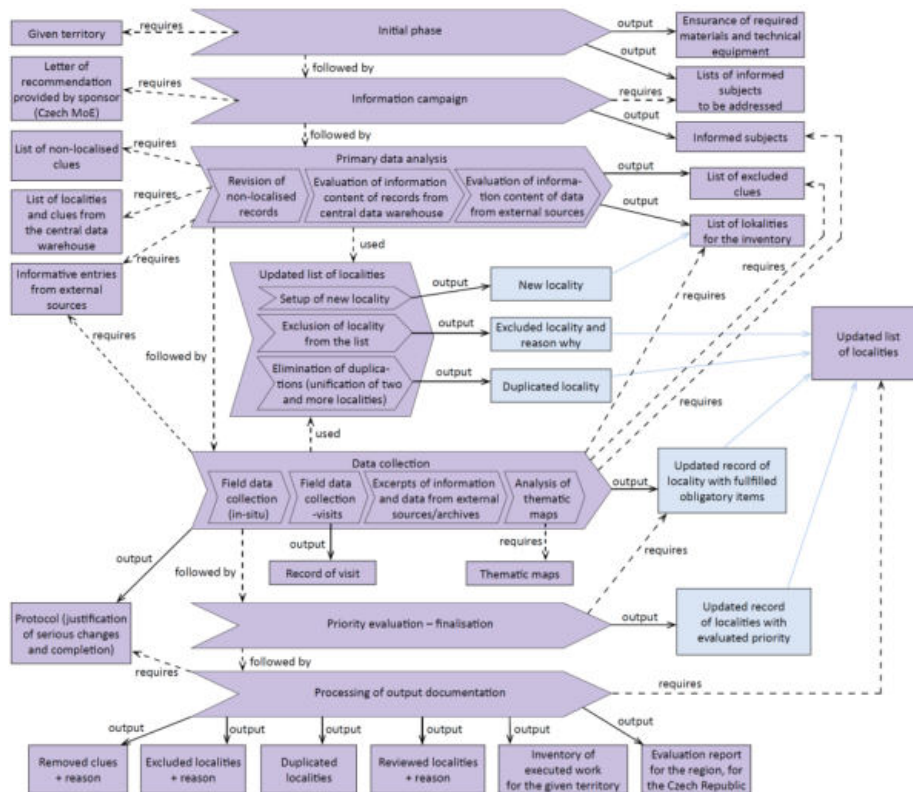 requires
output
Given territory
Initial phase
Ensurance of required
materials and technical
equipment
followed by
output
Letter of
recommendation
provided by sponsor
(Czech MoE)
requires
Information campaign
requires
Lists of informed
subjects
to be addressed
followed by
output
Informed subjects
List of non-localised
clues
requires
Primary data analysis
Revision of
non-localised
records
Evaluation of information
content of records from
central data warehouse
Evaluation of informa-
tion content of data
from external sources
output
List of excluded
clues
List of localities
and clues from
the central data
warehouse
requires
output
List of lokalities
for the inventory
requires
used
Informative entries
from external
sources
Updated list of localities
Setup of new locality
output
New locality
requires
requires
followed by
Exclusion of locality
from the list
output
Excluded locality and
reason why
Updated list
of localities
Elimination of duplica-
tions (unification of two
and more localities)
output
Duplicated locality
requires
requires
used
Data collection
Field data
collection
(in-situ)
Field data
collection
-visits
Excerpts of information
and data from external
sources/archives
Analysis of
thematic
maps
output
Updated record of
locality with fullfilled
obligatory items
output
output
requires
requires
followed by
Record of visit
Thematic maps
Protocol (justification
of serious changes
and completion)
Priority evaluation – finalisation
output
Updated record
of localities with
evaluated priority
requires
followed by
Processing of output documentation
requires
output
output
output
output
output
output
Removed clues
+ reason
Excluded localities
+ reason
Duplicated
localities
Reviewed localities
+ reason
Inventory of
executed work
for the given territory
Evaluation report
for the region, for
the Czech Republic